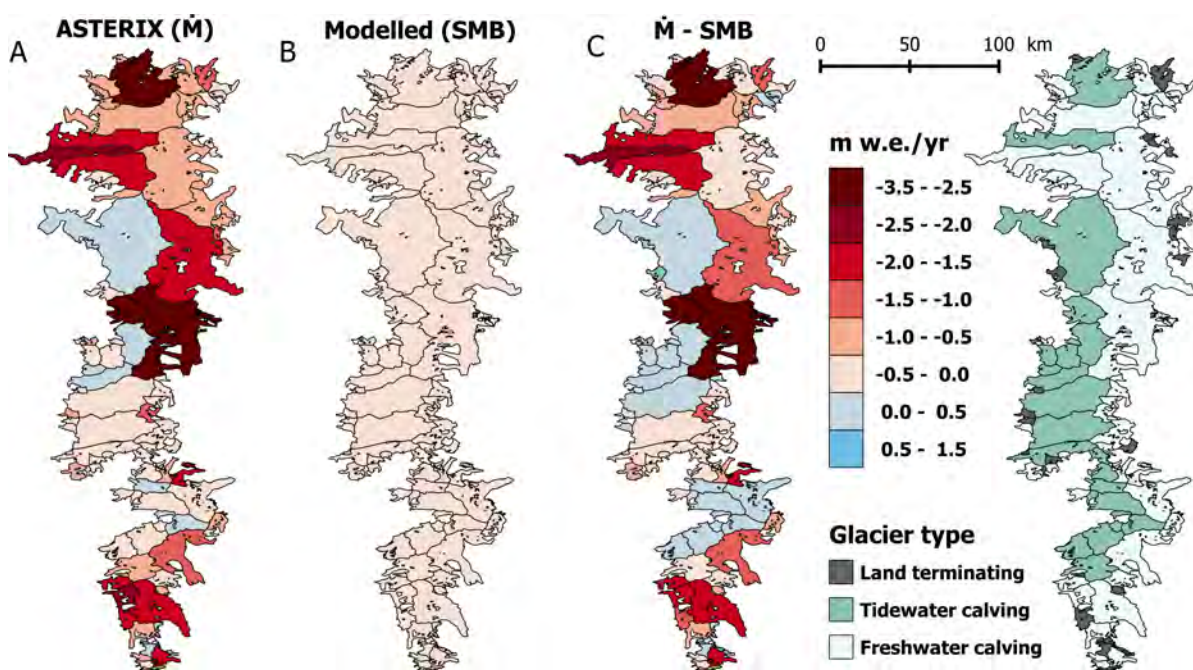 A ASTERIX (Ṁ)
B Modelled (SMB)
C Ṁ - SMB
0 50 100 km
m w.e./yr
-3.5 - -2.5
-2.5 - -2.0
-2.0 - -1.5
-1.5 - -1.0
-1.0 - -0.5
-0.5 - 0.0
0.0 - 0.5
0.5 - 1.5
Glacier type
Land terminating
Tidewater calving
Freshwater calving